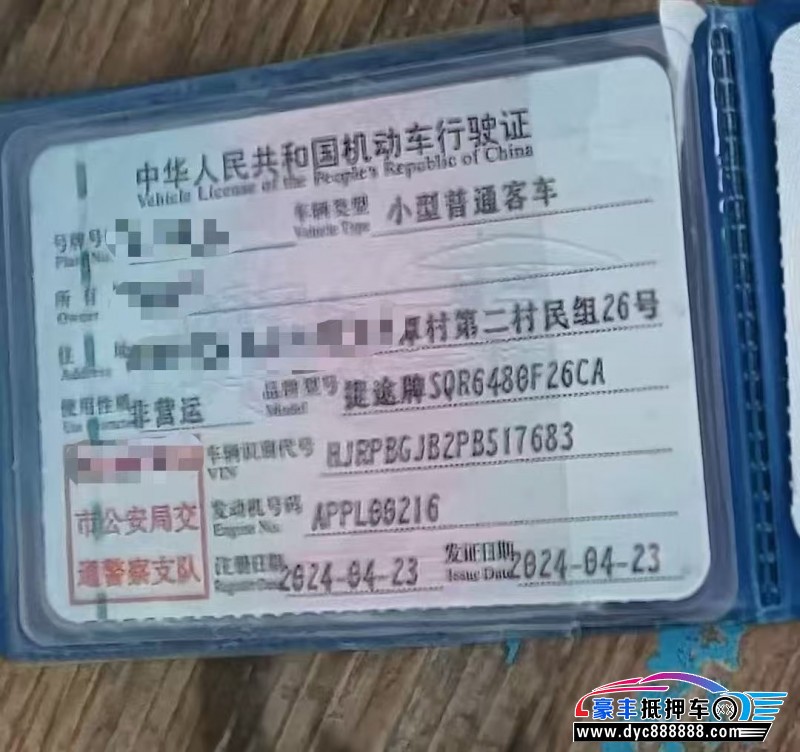 中华人民共和国机动车行驶证
Vehicle License of the People's Republic of China
号牌号 车辆类型 小型普通客车
Plate No. Vehicle Type
所有
Owner
住 地 村第二村民组26号
Address
使用性质 非营运 品牌型号 捷途牌SQR6480F26CA
Use Model
车辆识别代号 HJRPBGJB2PB517683
VIN
市公安局交
通警察支队
发动机号码 APPL00216
Engine No.
注册日期 2024-04-23 发证日期 2024-04-23
Register Date Issue Date
豪丰抵押车
www.dyc888888.com